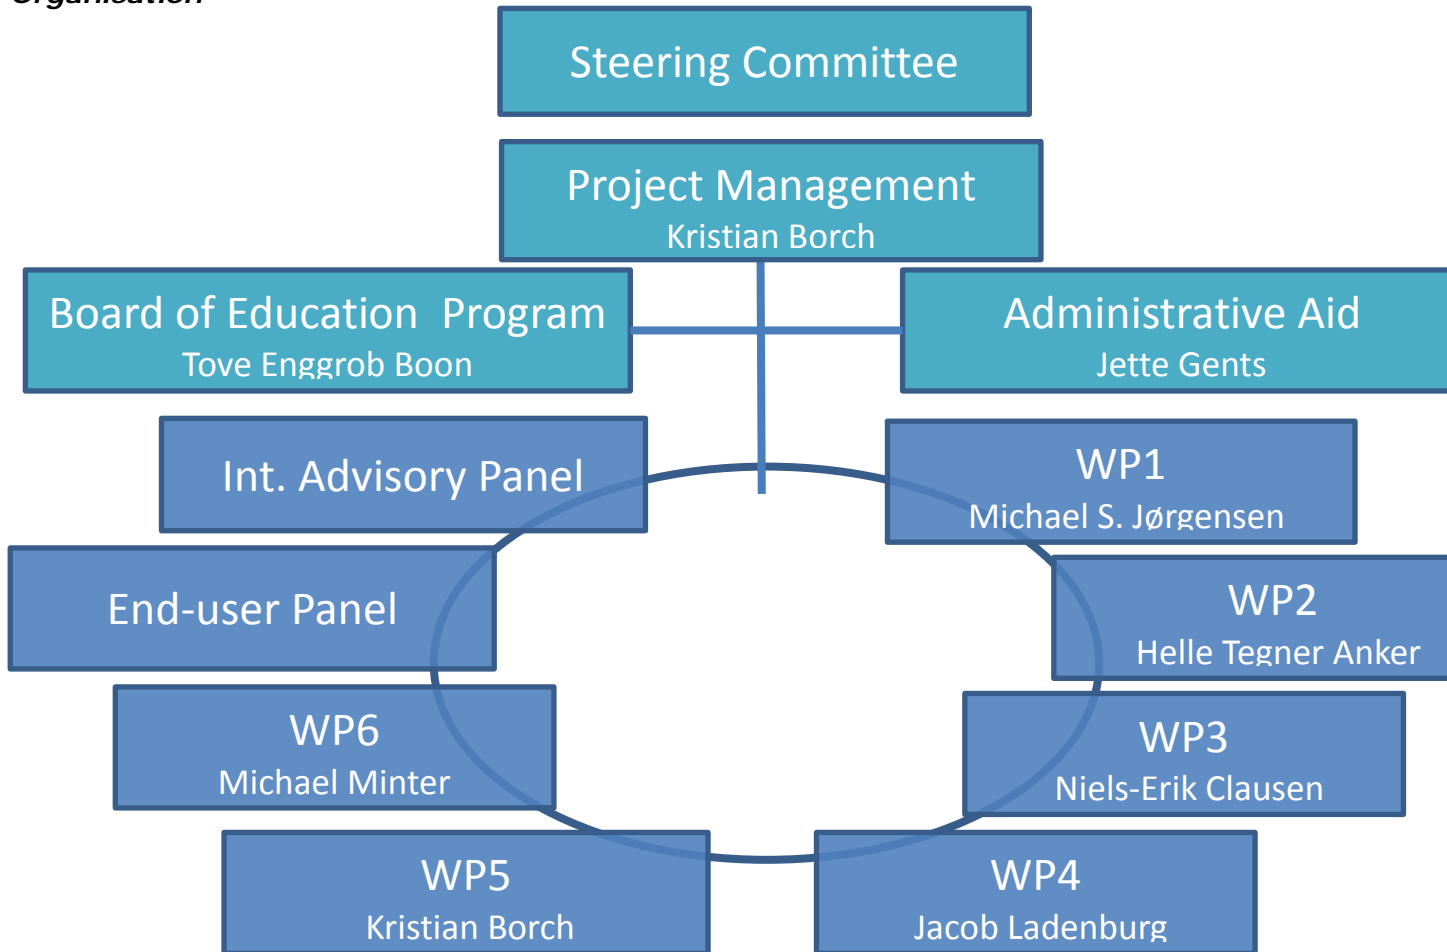 Organisation
Steering Committee
Project Management
Kristian Borch
Board of Education Program
Tove Enggrob Boon
Administrative Aid
Jette Gents
Int. Advisory Panel
WP1
Michael S. Jørgensen
End-user Panel
WP2
Helle Tegner Anker
WP6
Michael Minter
WP3
Niels-Erik Clausen
WP5
Kristian Borch
WP4
Jacob Ladenburg